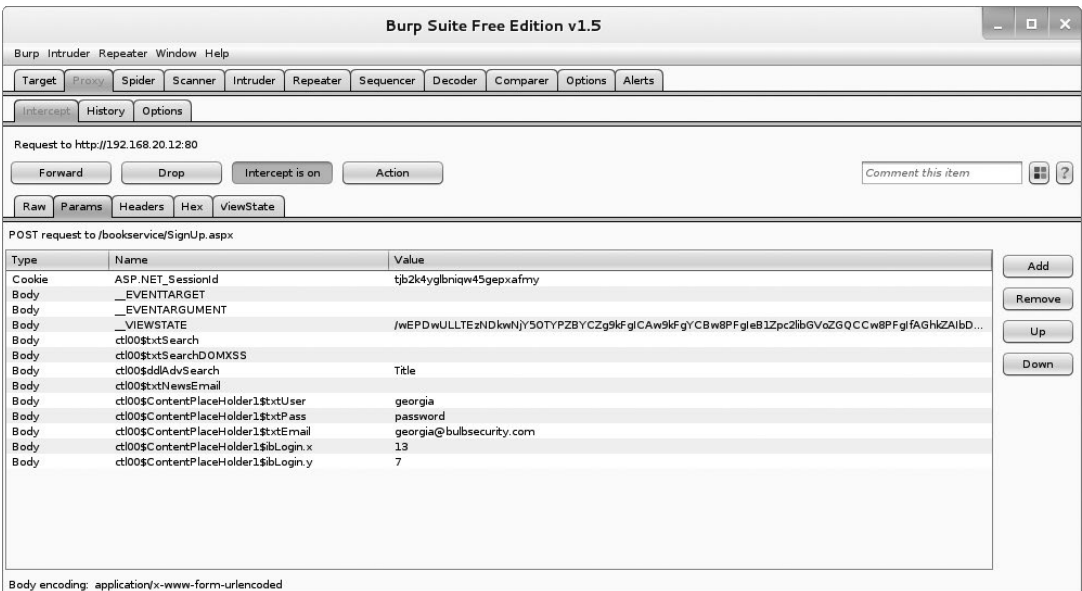 Burp Suite Free Edition v1.5
Burp Intruder Repeater Window Help
Target Proxy Spider Scanner Intruder Repeater Sequencer Decoder Comparer Options Alerts
Intercept History Options
Request to http://192.168.20.12:80
Forward Drop Intercept is on Action Comment this item ?
Raw Params Headers Hex ViewState
POST request to /bookservice/SignUp.aspx
Type Name Value
Cookie ASP.NET_SessionId tjb2k4yglbniqw45gepxafmy
Body __EVENTTARGET
Body __EVENTARGUMENT
Body __VIEWSTATE /wEPDwULLTEzNDkwNjY5OTYPZBYCZg9kFgICAw9kFgYCBw8PFgIeB1Zpc2libGVoZGQCCw8PFgIfAGhkZAIbD...
Body ctl00$txtSearch
Body ctl00$txtSearchDOMXSS
Body ctl00$ddlAdvSearch Title
Body ctl00$txtNewsEmail
Body ctl00$ContentPlaceHolder1$txtUser georgia
Body ctl00$ContentPlaceHolder1$txtPass password
Body ctl00$ContentPlaceHolder1$txtEmail georgia@bulbsecurity.com
Body ctl00$ContentPlaceHolder1$ibLogin.x 13
Body ctl00$ContentPlaceHolder1$ibLogin.y 7
Add
Remove
Up
Down
Body encoding: application/x-www-form-urlencoded